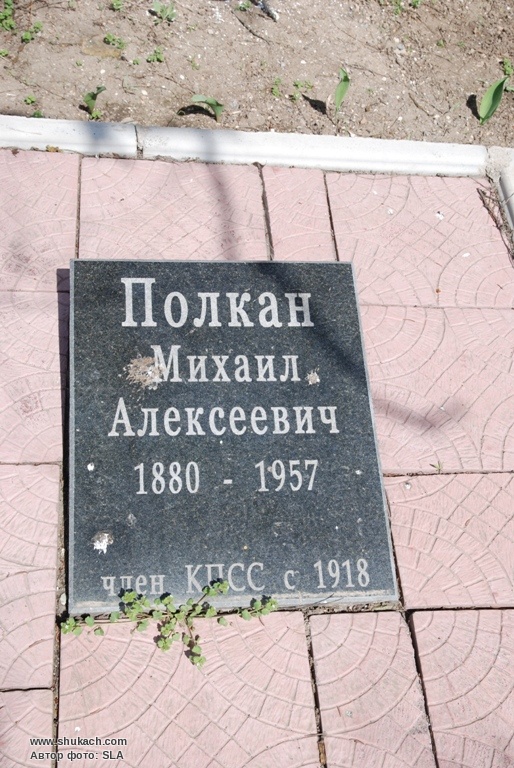 Полкан
Михаил
Алексеевич
1880 - 1957
член КПСС с 1918
www.shukach.com
Автор фото: SLA